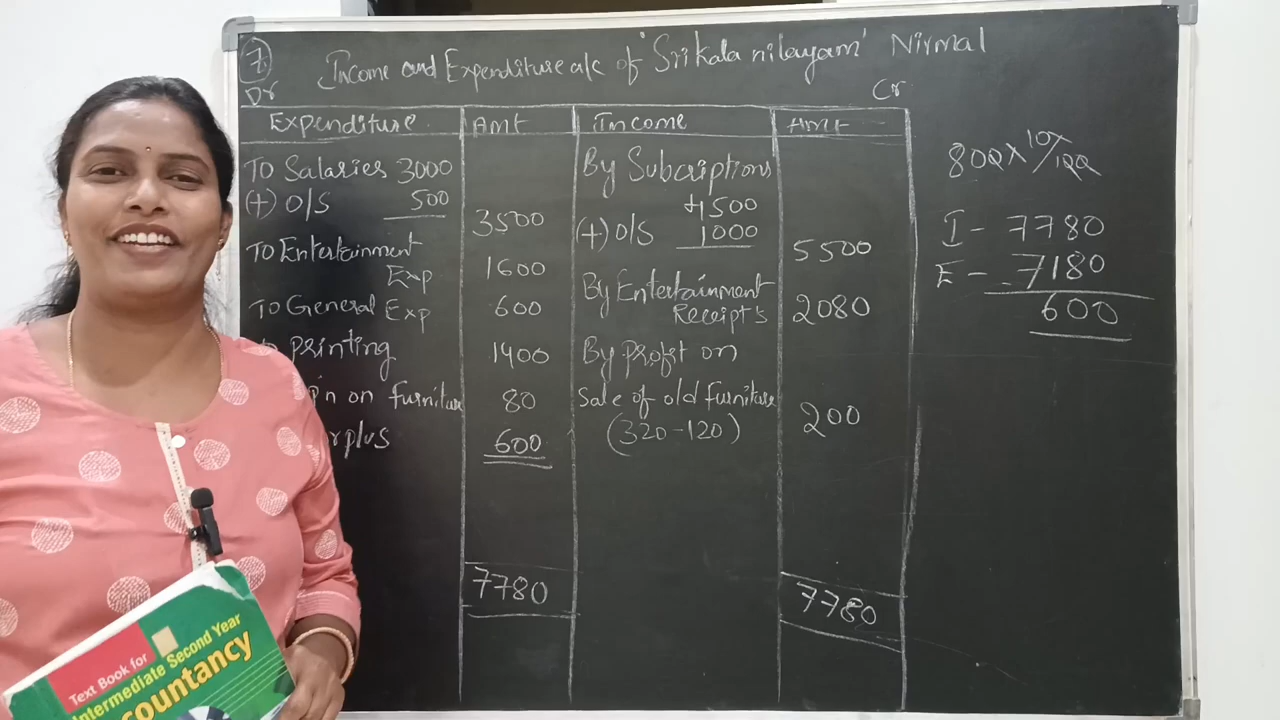 7
Income and Expenditure a/c of 'Srikala nilayam' Nirmal
Dr Cr
Expenditure Amt Income Amt
To Salaries 3000
(+) O/S 500 3500
To Entertainment
Exp 1600
To General Exp 600
printing 1400
p'n on furniture 80
rplus 600
7780
By Subcriptions
4500
(+) O/S 1000 5500
By Entertainment
Receipt's 2080
By Profit on
Sale of old furniture
(320-120) 200
7780
800 X 10/100
I - 7780
E - 7180
600
Text Book for
Intermediate Second Year
countancy